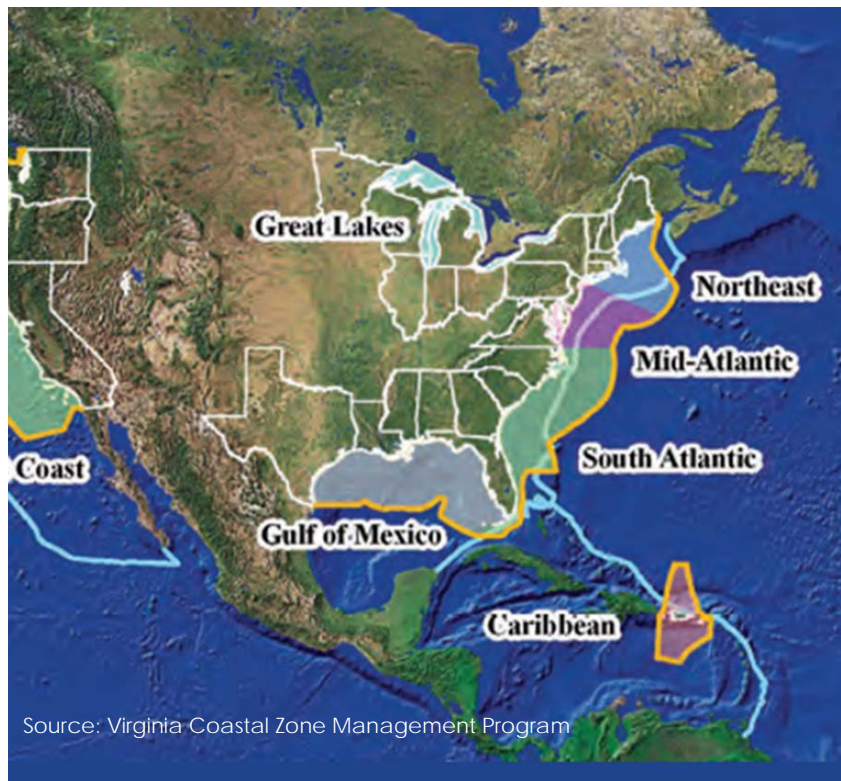 Great Lakes
Northeast
Mid-Atlantic
South Atlantic
Coast
Gulf of Mexico
Caribbean
Source: Virginia Coastal Zone Management Program